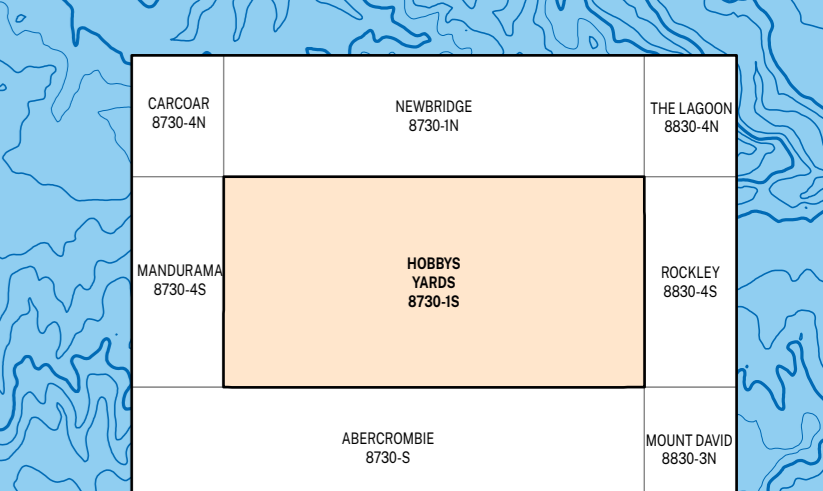 CARCOAR
8730-4N
NEWBRIDGE
8730-1N
THE LAGOON
8830-4N
MANDURAMA
8730-4S
HOBBYS
YARDS
8730-1S
ROCKLEY
8830-4S
ABERCROMBIE
8730-S
MOUNT DAVID
8830-3N